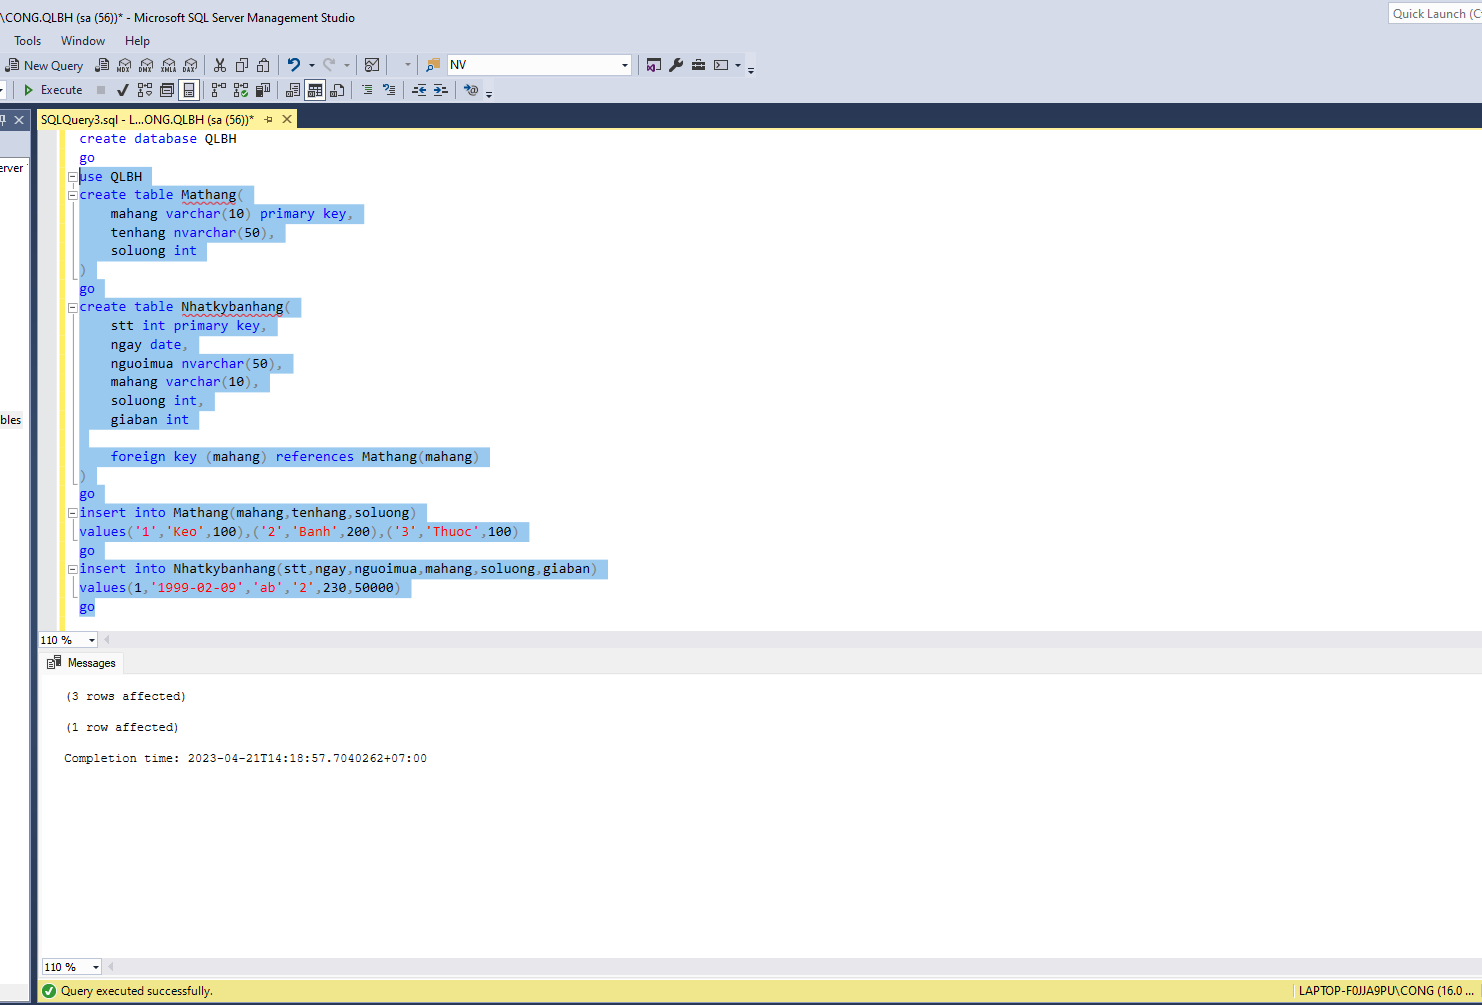 \CONG.QLBH (sa (56))* - Microsoft SQL Server Management Studio
Quick Launch (C
Tools Window Help
New Query MDX DMX XMLA DAX NV
Execute
SQLQuery3.sql - L...ONG.QLBH (sa (56))*
erver
bles
create database QLBH
go
use QLBH
create table Mathang(
mahang varchar(10) primary key,
tenhang nvarchar(50),
soluong int
)
go
create table Nhatkybanhang(
stt int primary key,
ngay date,
nguoimua nvarchar(50),
mahang varchar(10),
soluong int,
giaban int
foreign key (mahang) references Mathang(mahang)
)
go
insert into Mathang(mahang,tenhang,soluong)
values('1','Keo',100),('2','Banh',200),('3','Thuoc',100)
go
insert into Nhatkybanhang(stt,ngay,nguoimua,mahang,soluong,giaban)
values(1,'1999-02-09','ab','2',230,50000)
go
110 %
Messages
(3 rows affected)
(1 row affected)
Completion time: 2023-04-21T14:18:57.7040262+07:00
110 %
Query executed successfully.
LAPTOP-F0JJA9PU\CONG (16.0 ...